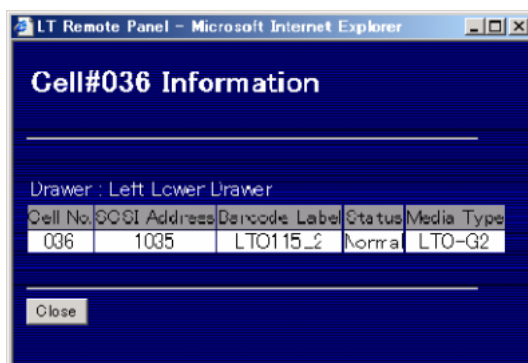 LT Remote Panel - Microsoft Internet Explorer
Cell#036 Information
Drawer : Left Lower Drawer
Cell No. SCSI Address Barcode Label Status Media Type
036 1035 LTO115_2 Normal LTO-G2
Close